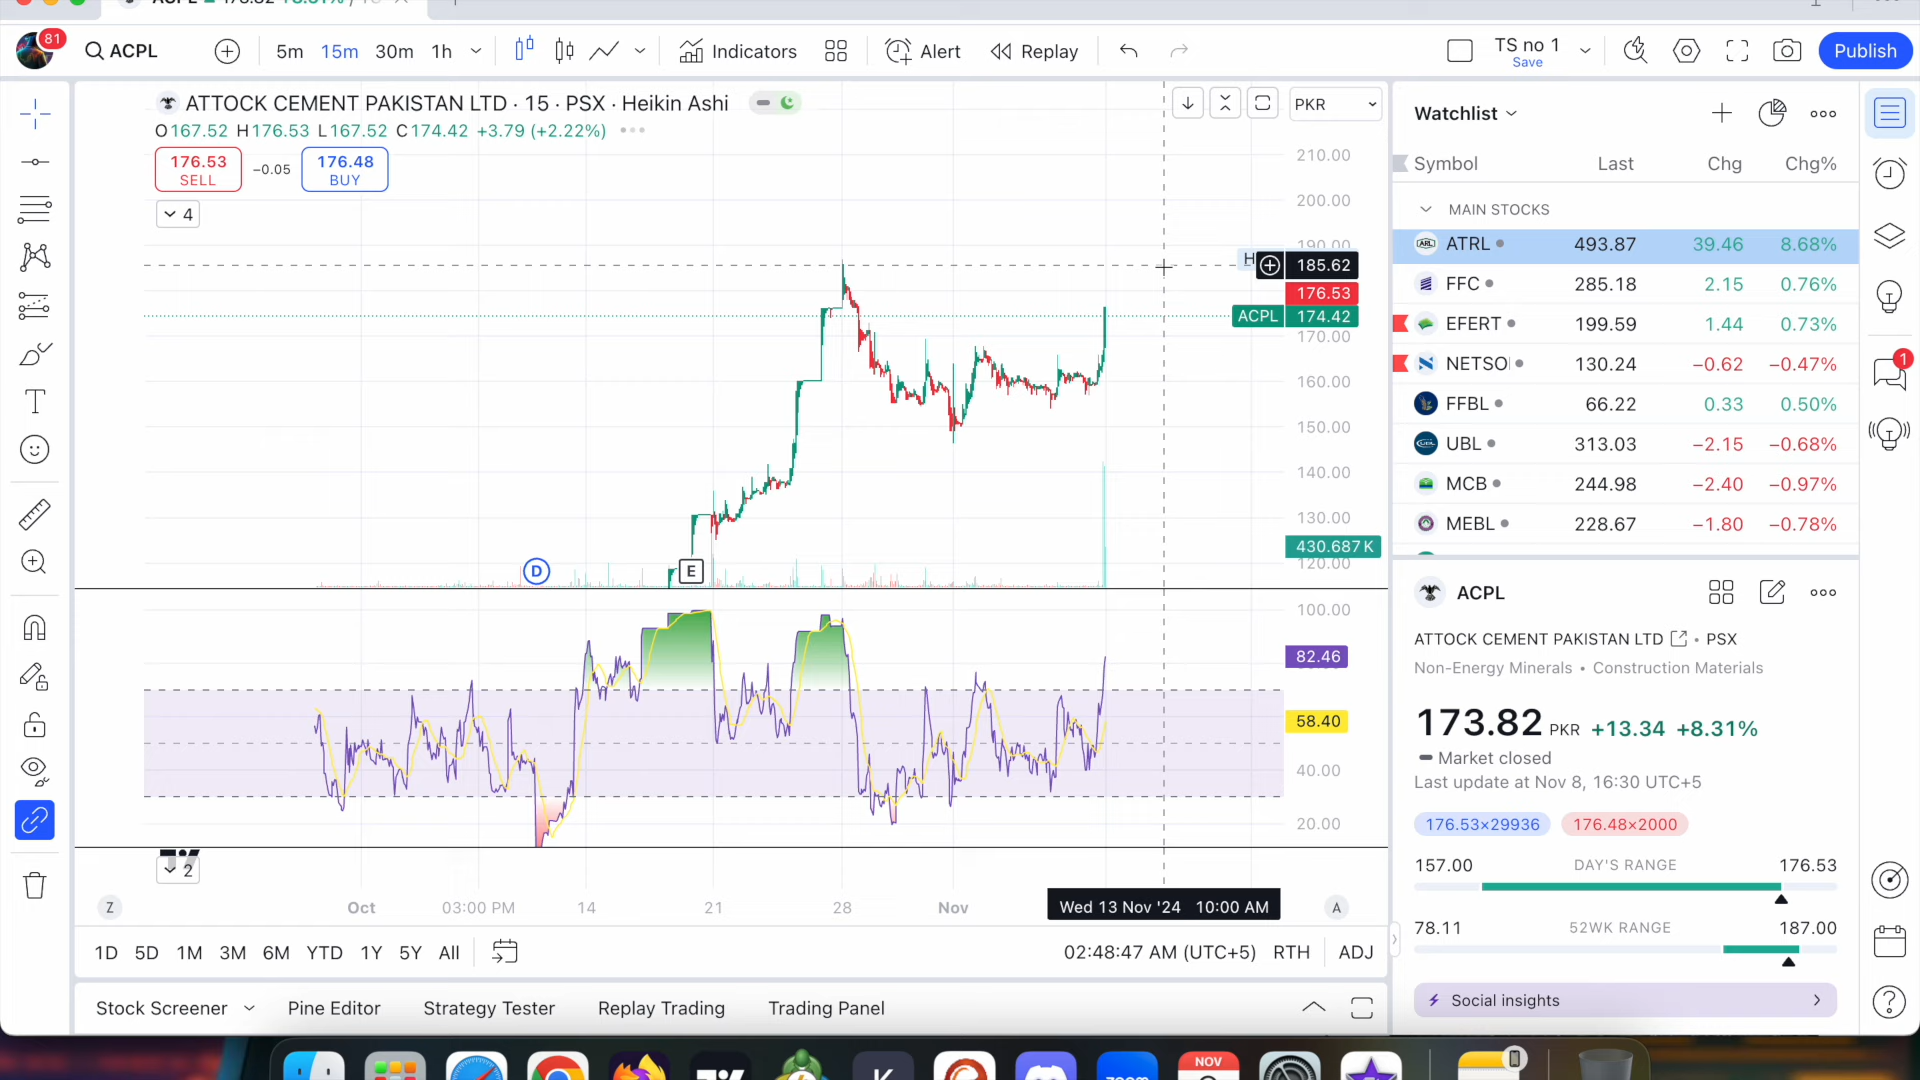 81
ACPL
5m 15m 30m 1h
Indicators
Alert
Replay
TS no 1
Save
Publish
ATTOCK CEMENT PAKISTAN LTD · 15 · PSX · Heikin Ashi
O167.52 H176.53 L167.52 C174.42 +3.79 (+2.22%)
176.53
SELL
−0.05
176.48
BUY
4
PKR
210.00
200.00
190.00
185.62
176.53
ACPL 174.42
170.00
160.00
150.00
140.00
130.00
430.687 K
120.00
D
E
100.00
82.46
58.40
40.00
20.00
2
Z
Oct 03:00 PM 14 21 28 Nov
Wed 13 Nov '24 10:00 AM
A
1D 5D 1M 3M 6M YTD 1Y 5Y All
02:48:47 AM (UTC+5) RTH ADJ
Stock Screener Pine Editor Strategy Tester Replay Trading Trading Panel
Watchlist
Symbol Last Chg Chg%
MAIN STOCKS
ATRL 493.87 39.46 8.68%
FFC 285.18 2.15 0.76%
EFERT 199.59 1.44 0.73%
NETSO 130.24 −0.62 −0.47%
FFBL 66.22 0.33 0.50%
UBL 313.03 −2.15 −0.68%
MCB 244.98 −2.40 −0.97%
MEBL 228.67 −1.80 −0.78%
1
ACPL
ATTOCK CEMENT PAKISTAN LTD • PSX
Non-Energy Minerals • Construction Materials
173.82 PKR +13.34 +8.31%
Market closed
Last update at Nov 8, 16:30 UTC+5
176.53×29936 176.48×2000
157.00 DAY'S RANGE 176.53
78.11 52WK RANGE 187.00
Social insights
NOV